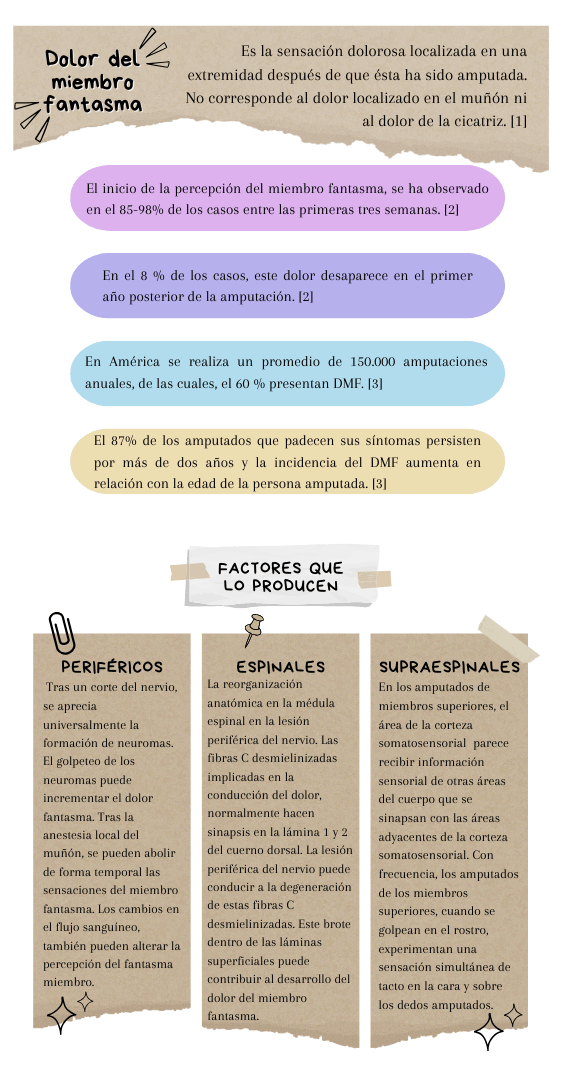 Dolor del
miembro
fantasma
Es la sensación dolorosa localizada en una
extremidad después de que ésta ha sido amputada.
No corresponde al dolor localizado en el muñón ni
al dolor de la cicatriz. [1]
El inicio de la percepción del miembro fantasma, se ha observado
en el 85-98% de los casos entre las primeras tres semanas. [2]
En el 8 % de los casos, este dolor desaparece en el primer
año posterior de la amputación. [2]
En América se realiza un promedio de 150.000 amputaciones
anuales, de las cuales, el 60 % presentan DMF. [3]
El 87% de los amputados que padecen sus síntomas persisten
por más de dos años y la incidencia del DMF aumenta en
relación con la edad de la persona amputada. [3]
FACTORES QUE
LO PRODUCEN
PERIFÉRICOS
Tras un corte del nervio,
se aprecia
universalmente la
formación de neuromas.
El golpeteo de los
neuromas puede
incrementar el dolor
fantasma. Tras la
anestesia local del
muñón, se pueden abolir
de forma temporal las
sensaciones del miembro
fantasma. Los cambios en
el flujo sanguíneo,
también pueden alterar la
percepción del fantasma
miembro.
ESPINALES
La reorganización
anatómica en la médula
espinal en la lesión
periférica del nervio. Las
fibras C desmielinizadas
implicadas en la
conducción del dolor,
normalmente hacen
sinapsis en la lámina 1 y 2
del cuerno dorsal. La lesión
periférica del nervio puede
conducir a la degeneración
de estas fibras C
desmielinizadas. Este brote
dentro de las láminas
superficiales puede
contribuir al desarrollo del
dolor del miembro
fantasma.
SUPRAESPINALES
En los amputados de
miembros superiores, el
área de la corteza
somatosensorial parece
recibir información
sensorial de otras áreas
del cuerpo que se
sinapsan con las áreas
adyacentes de la corteza
somatosensorial. Con
frecuencia, los amputados
de los miembros
superiores, cuando se
golpean en el rostro,
experimentan una
sensación simultánea de
tacto en la cara y sobre
los dedos amputados.